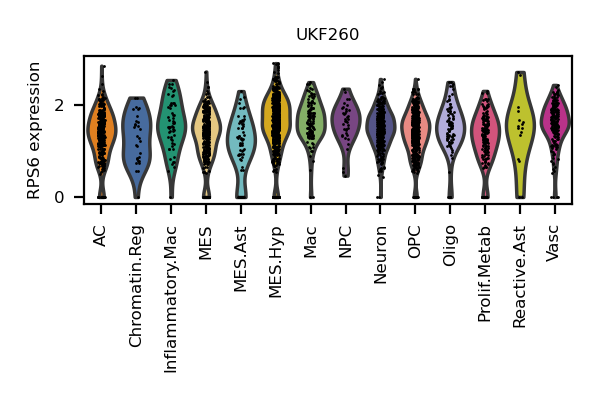 UKF260
RPS6 expression
2
0
AC
Chromatin.Reg
Inflammatory.Mac
MES
MES.Ast
MES.Hyp
Mac
NPC
Neuron
OPC
Oligo
Prolif.Metab
Reactive.Ast
Vasc